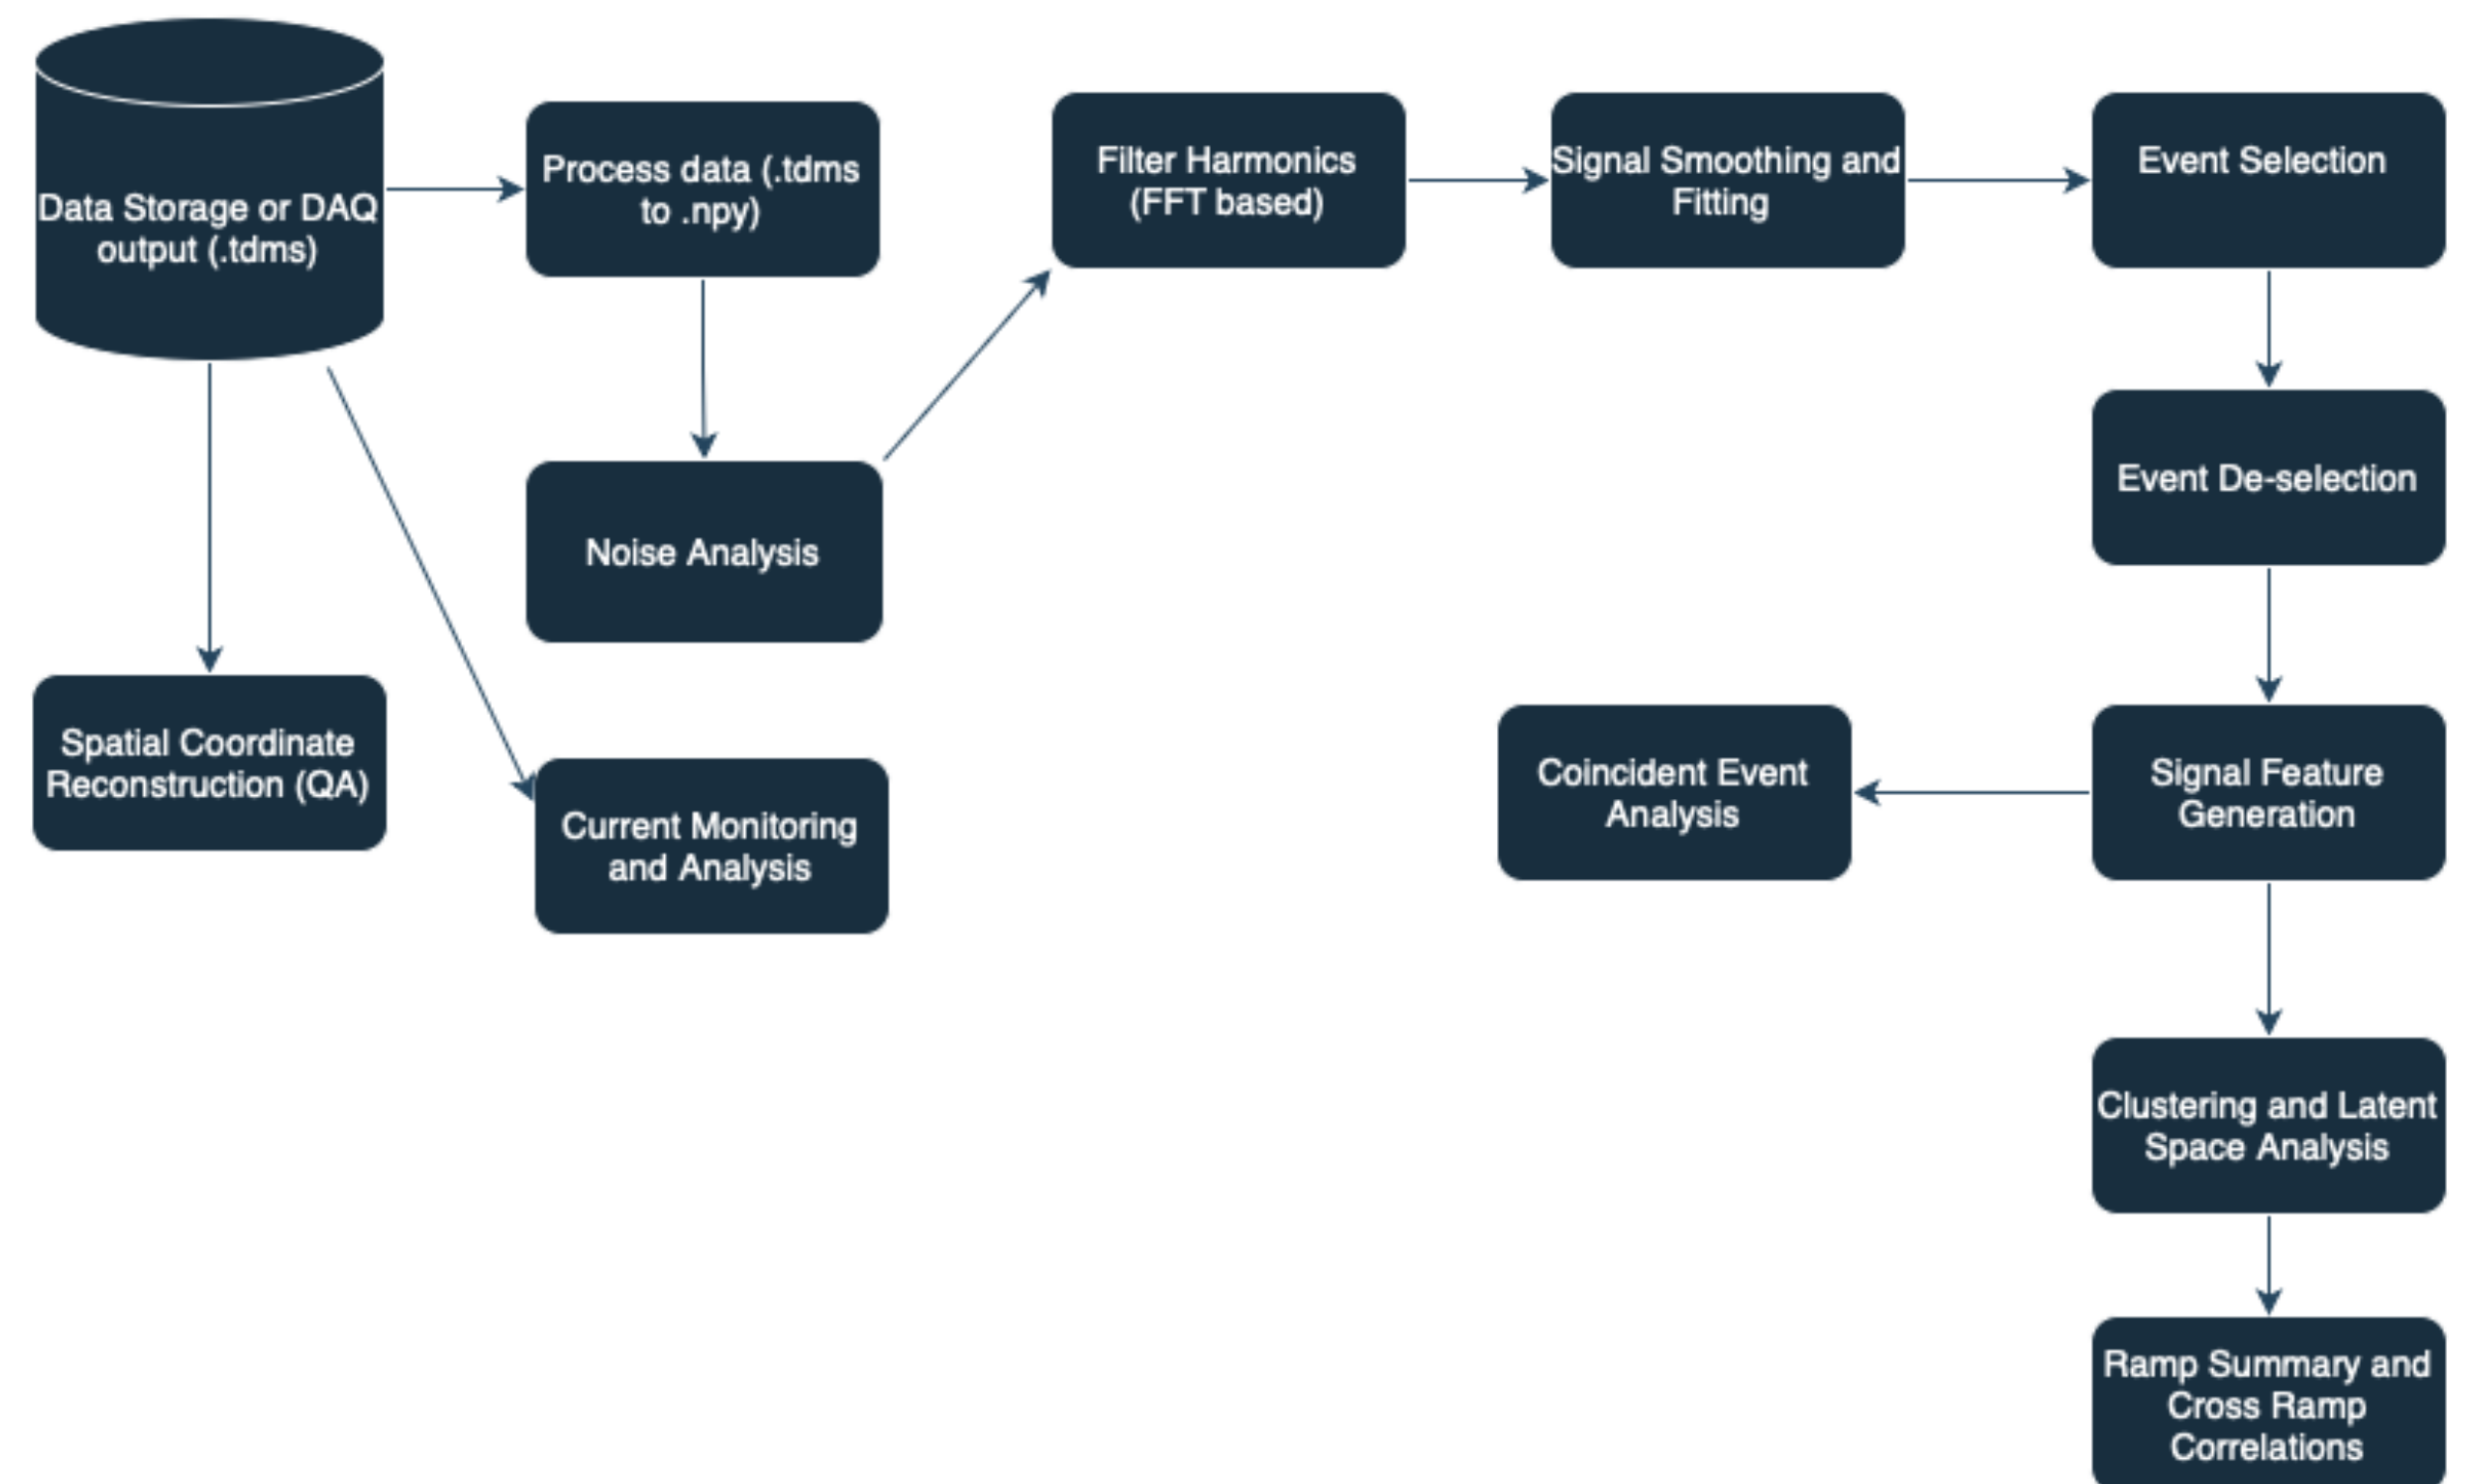 Data Storage or DAQ
output (.tdms)
Process data (.tdms
to .npy)
Filter Harmonics
(FFT based)
Signal Smoothing and
Fitting
Event Selection
Event De-selection
Noise Analysis
Spatial Coordinate
Reconstruction (QA)
Current Monitoring
and Analysis
Coincident Event
Analysis
Signal Feature
Generation
Clustering and Latent
Space Analysis
Ramp Summary and
Cross Ramp
Correlations